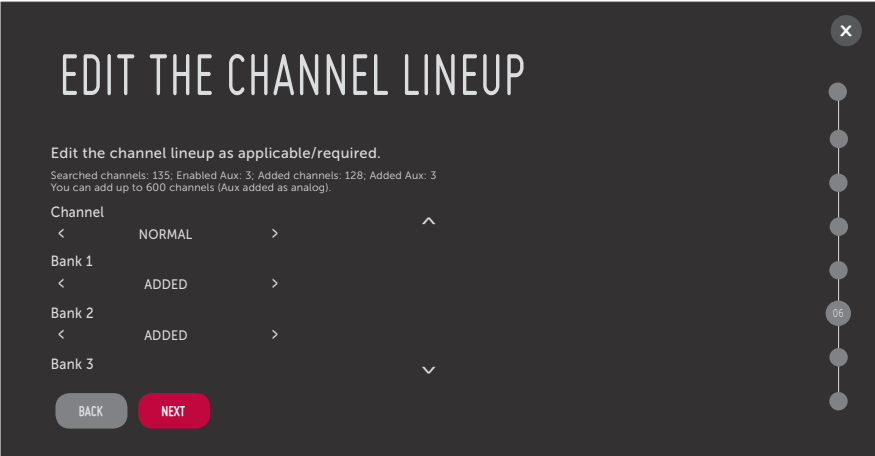 X
EDIT THE CHANNEL LINEUP
Edit the channel lineup as applicable/required.
Searched channels: 135; Enabled Aux: 3; Added channels: 128; Added Aux: 3
You can add up to 600 channels (Aux added as analog).
Channel
< NORMAL >
Bank 1
< ADDED >
Bank 2
< ADDED >
Bank 3
06
BACK NEXT